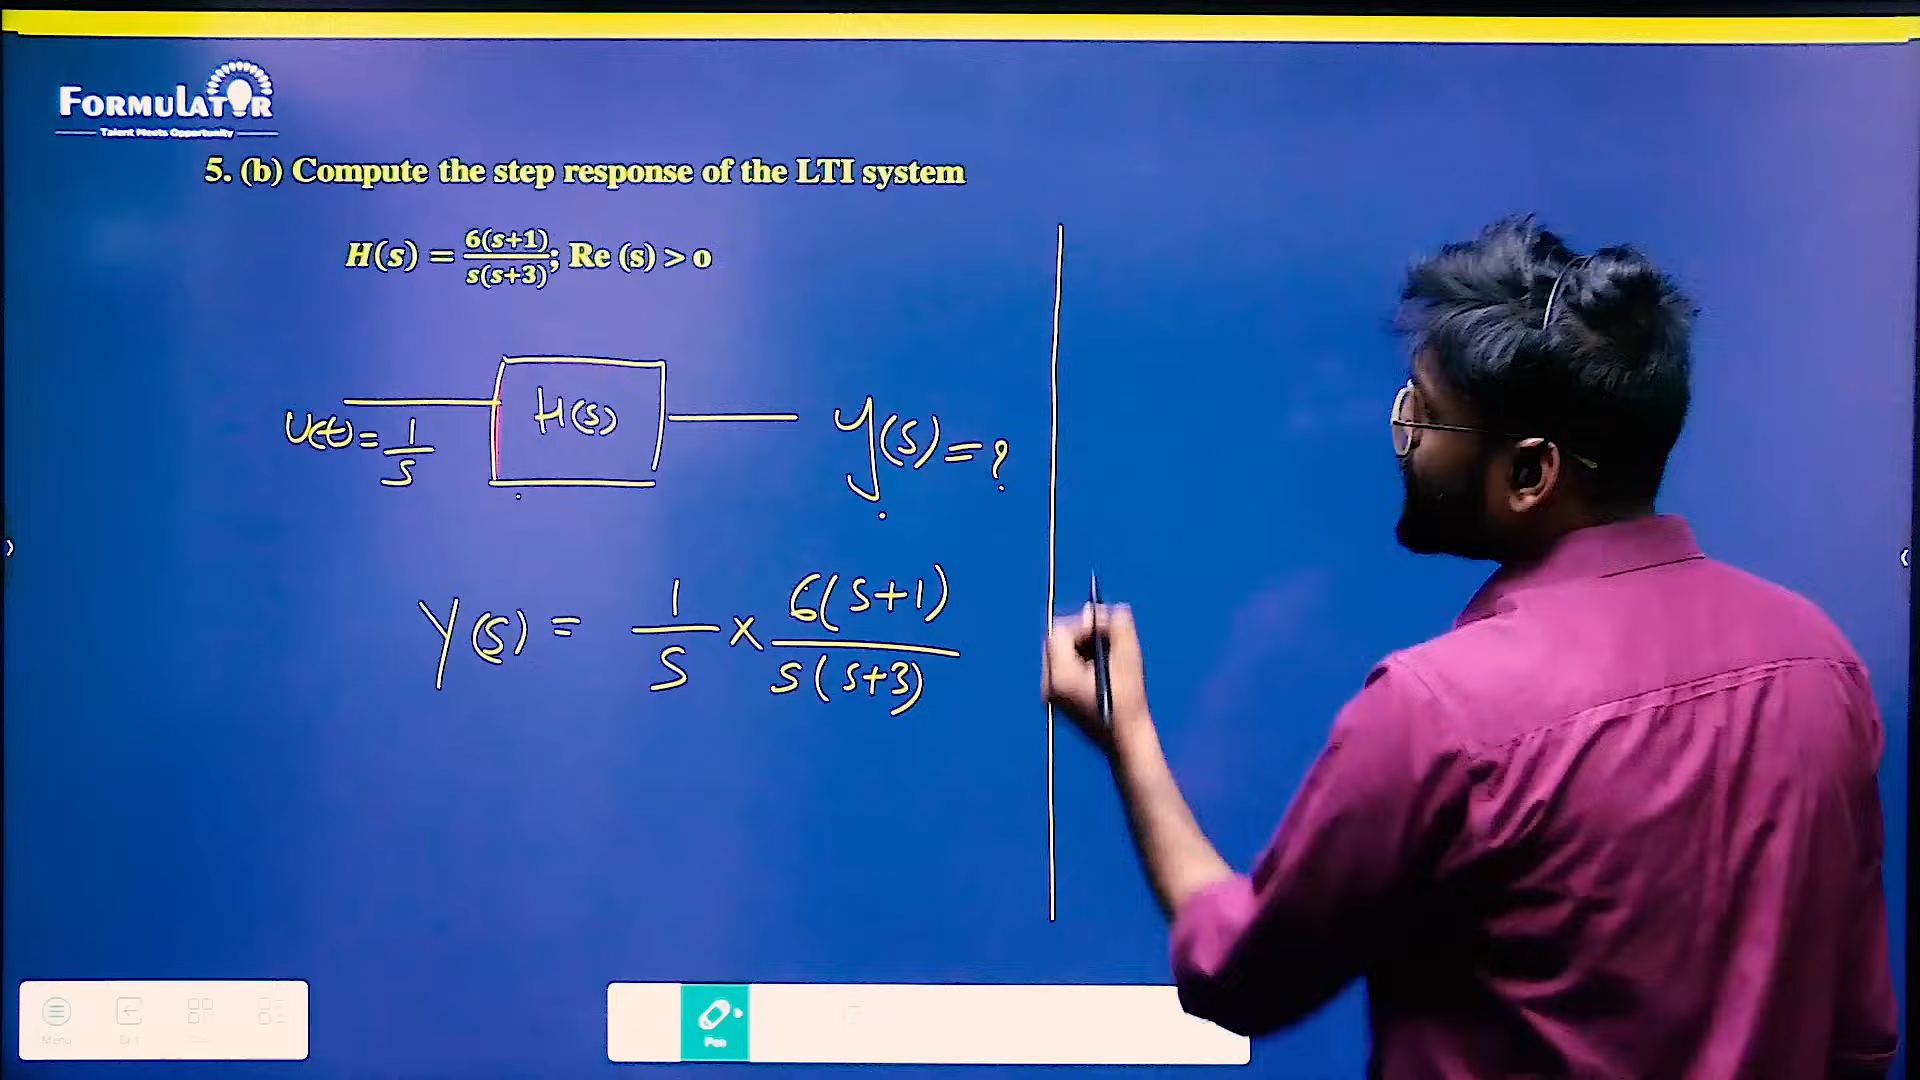 FORMULATOR
Talent Meets Opportunity
5. (b) Compute the step response of the LTI system
H(s) = 6(s+1)/s(s+3); Re (s) > 0
H(s)
U(t) = 1/s
y(s) = ?
Y(s) = 1/s × 6(s+1)/s(s+3)
Menu
Pen